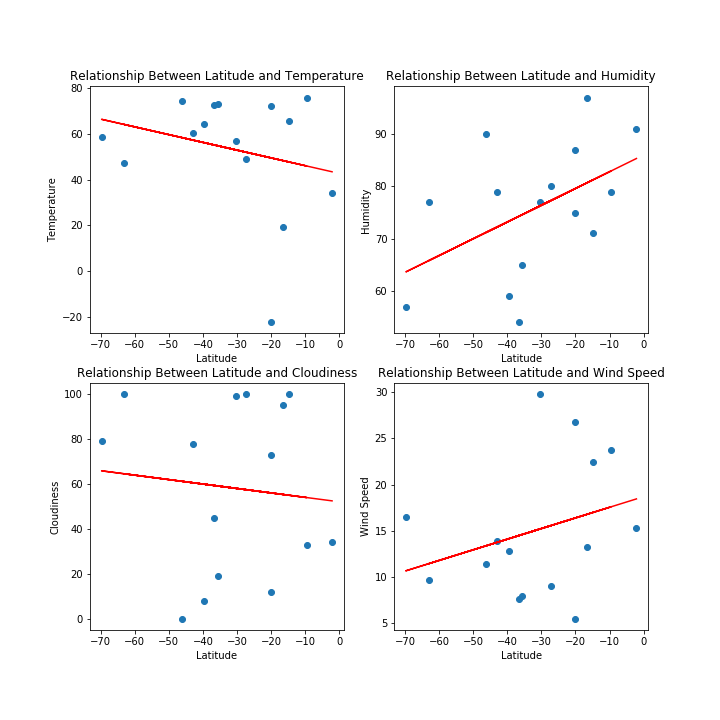 Relationship Between Latitude and Temperature
80
60
40
20
0
−20
Temperature
−70 −60 −50 −40 −30 −20 −10 0
Latitude
Relationship Between Latitude and Humidity
90
80
70
60
Humidity
−70 −60 −50 −40 −30 −20 −10 0
Latitude
Relationship Between Latitude and Cloudiness
100
80
60
40
20
0
Cloudiness
−70 −60 −50 −40 −30 −20 −10 0
Latitude
Relationship Between Latitude and Wind Speed
30
25
20
15
10
5
Wind Speed
−70 −60 −50 −40 −30 −20 −10 0
Latitude